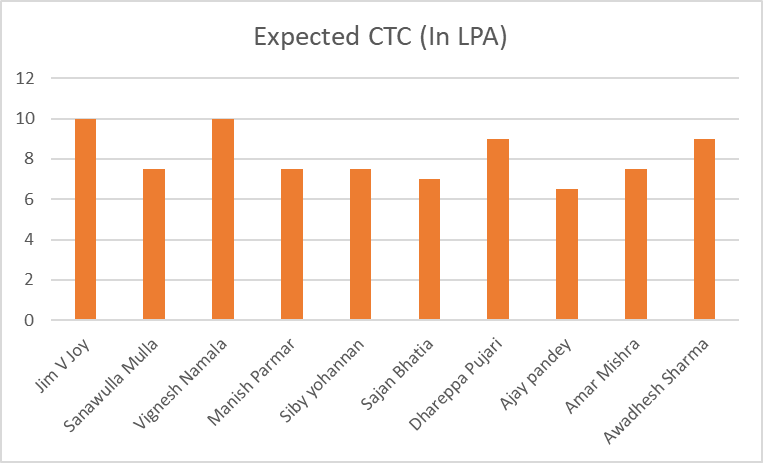 Expected CTC (In LPA)
12
10
8
6
4
2
0
Jim V Joy
Sanawulla Mulla
Vignesh Namala
Manish Parmar
Siby yohannan
Sajan Bhatia
Dhareppa Pujari
Ajay pandey
Amar Mishra
Awadhesh Sharma